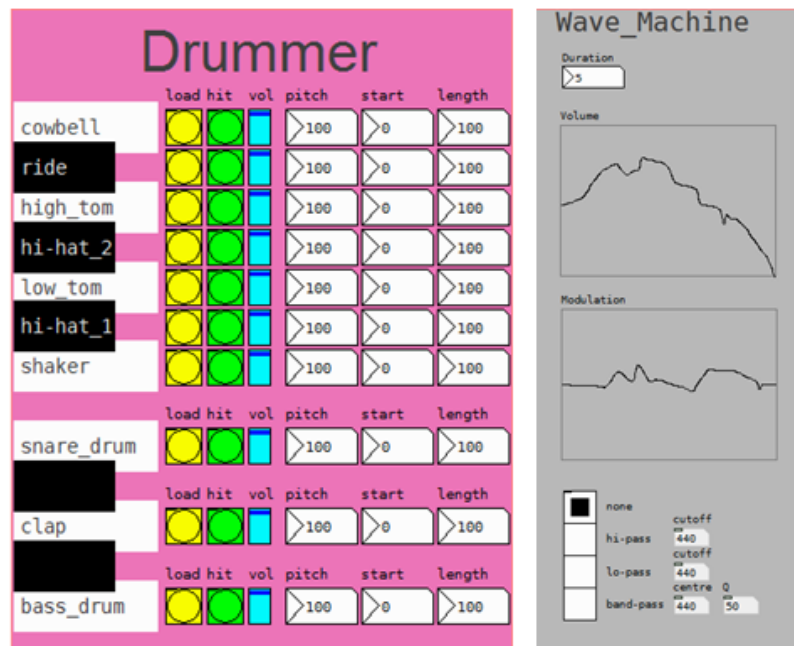 Drummer
load hit vol pitch start length
cowbell 100 0 100
ride 100 0 100
high_tom 100 0 100
hi-hat_2 100 0 100
low_tom 100 0 100
hi-hat_1 100 0 100
shaker 100 0 100
load hit vol pitch start length
snare_drum 100 0 100
load hit vol pitch start length
clap 100 0 100
load hit vol pitch start length
bass_drum 100 0 100
Wave_Machine
Duration
5
Volume
Modulation
none
cutoff
hi-pass 440
cutoff
lo-pass 440
centre Q
band-pass 440 50